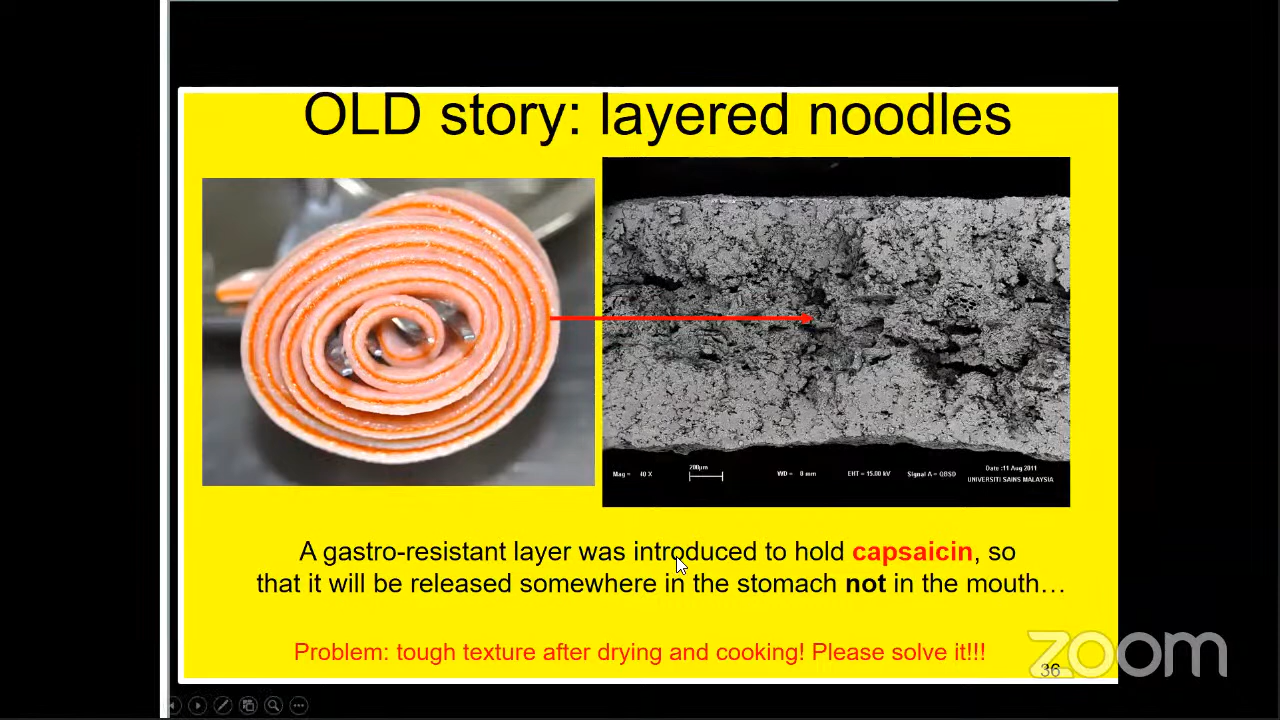 OLD story: layered noodles
Mag = 40 X
200µm
WD = 8 mm
EHT = 15.00 kV
Signal A = QBSD
Date :11 Aug 2011
UNIVERSITI SAINS MALAYSIA
A gastro-resistant layer was introduced to hold capsaicin, so
that it will be released somewhere in the stomach not in the mouth…
Problem: tough texture after drying and cooking! Please solve it!!!
36
zoom